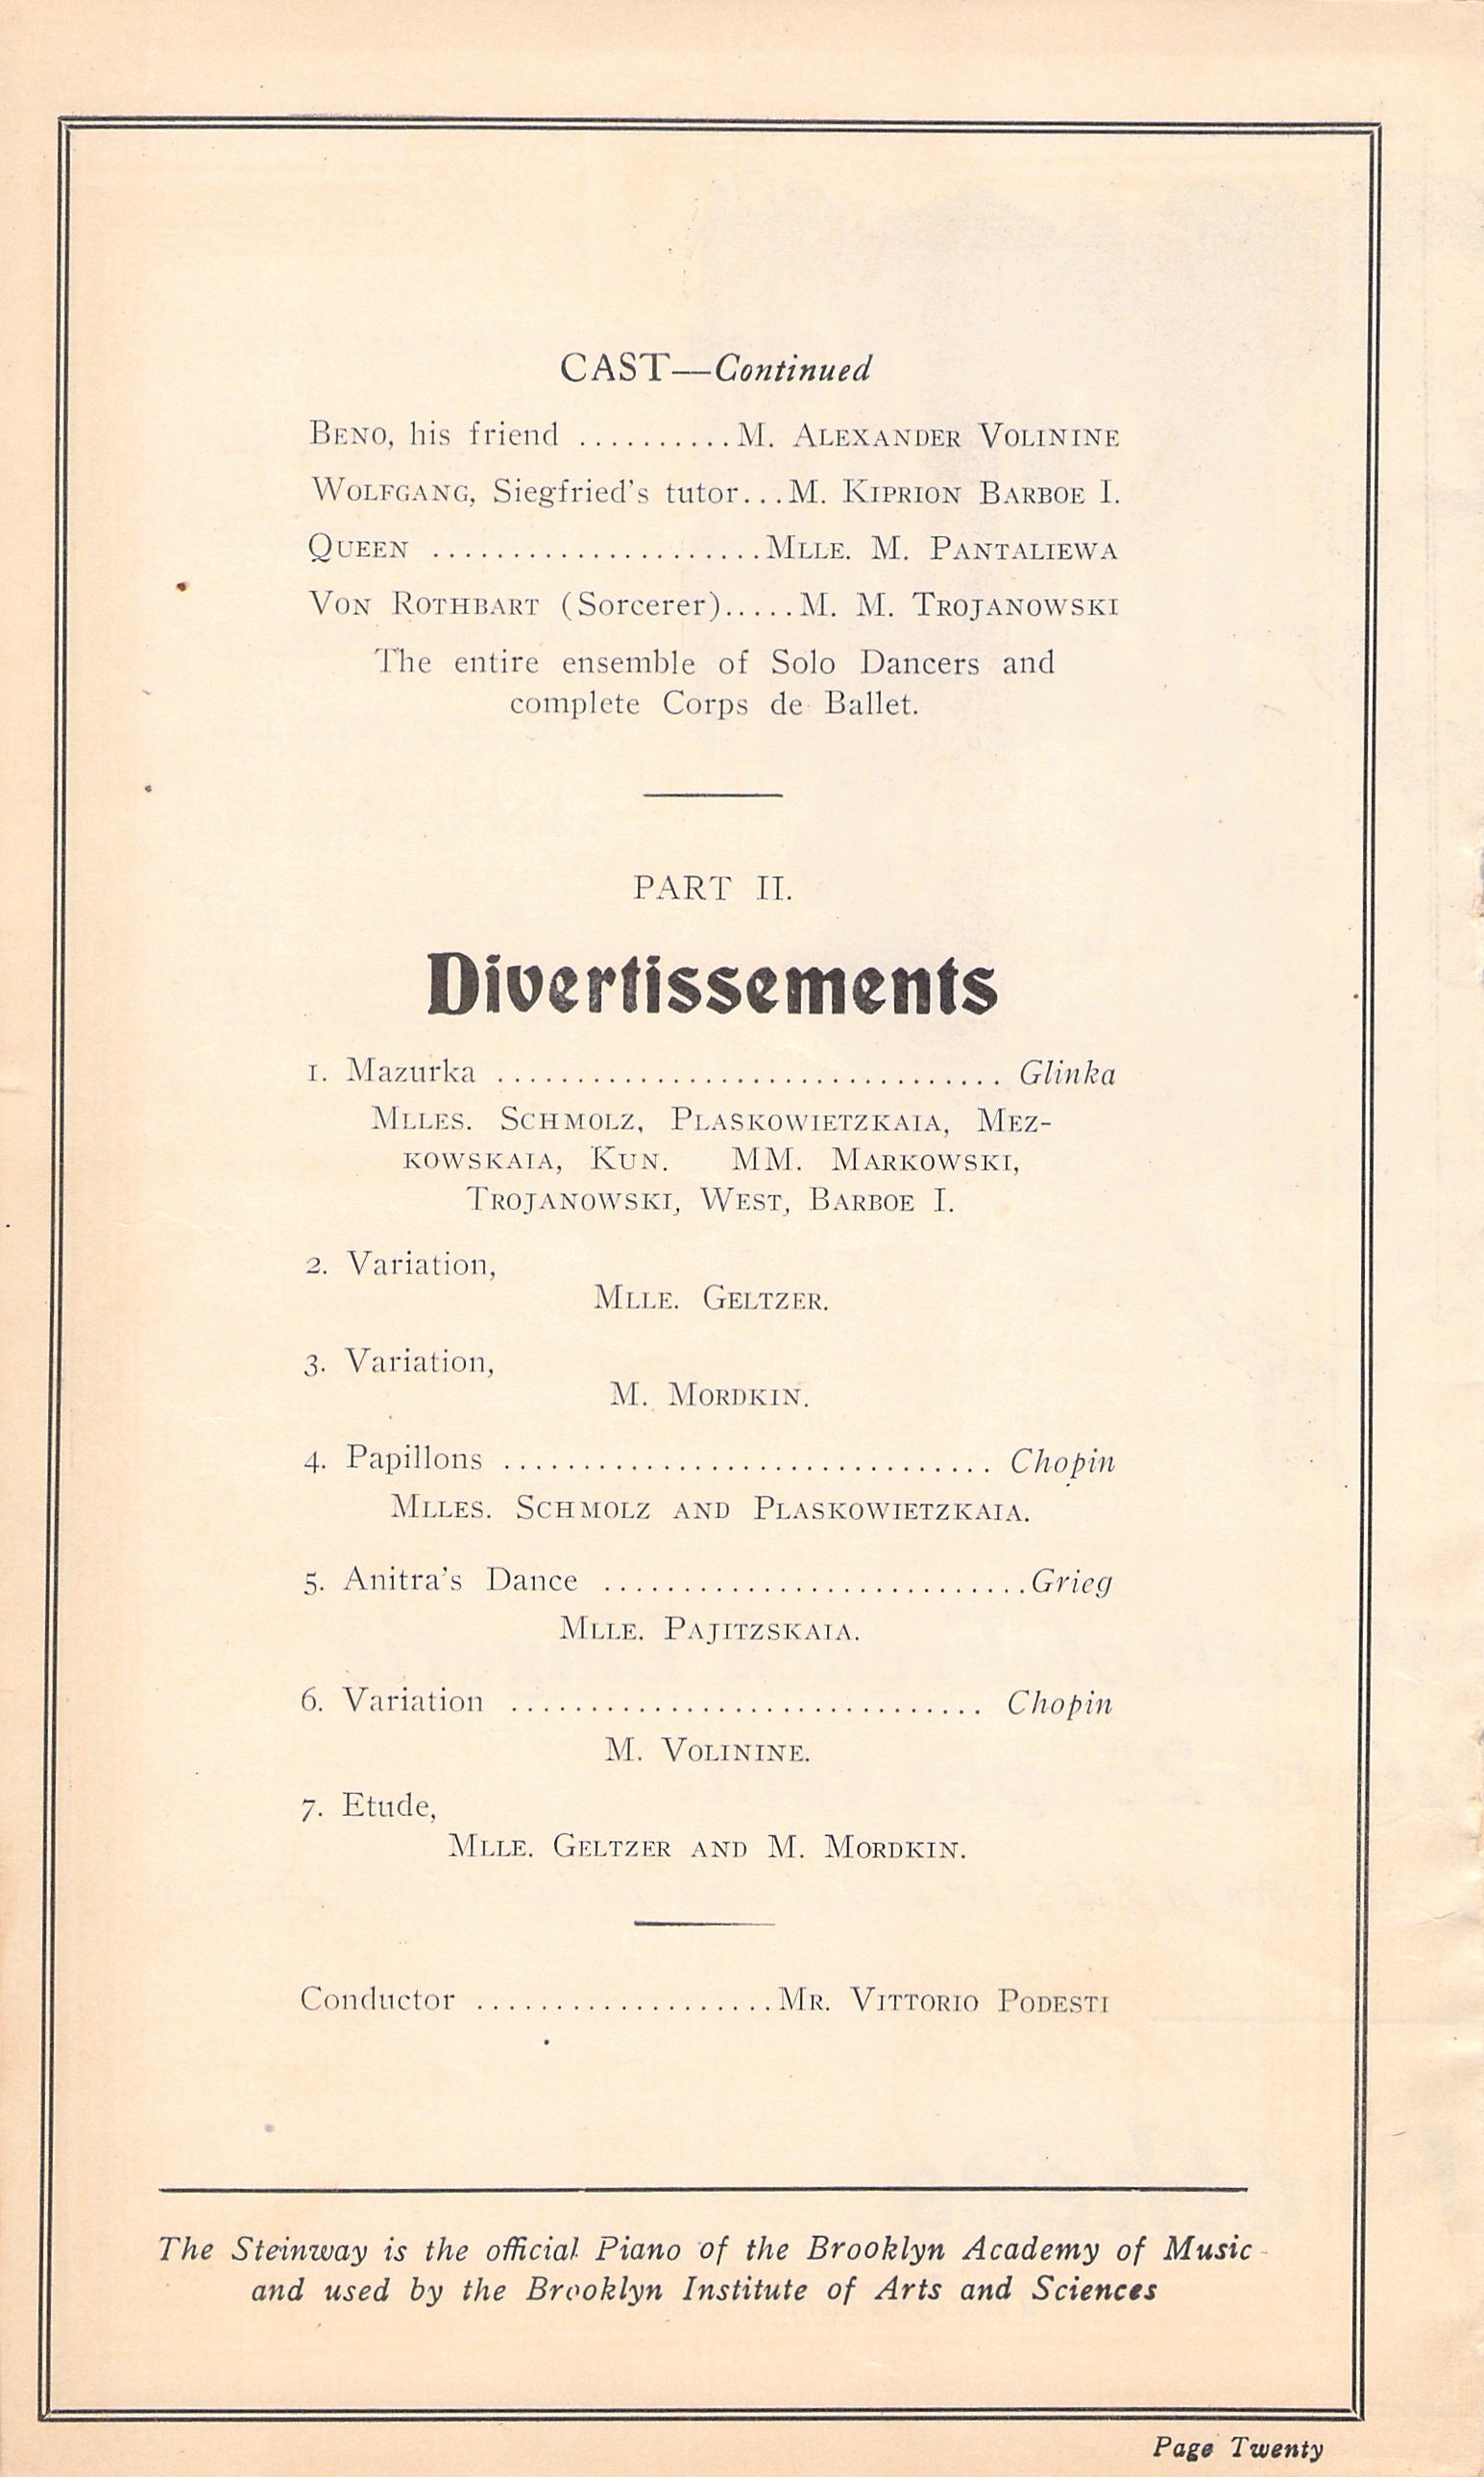 CAST—Continued
BENO, his friend ..........M. ALEXANDER VOLININE
WOLFGANG, Siegfried's tutor...M. KIPRION BARBOE I.
QUEEN .....................MLLE. M. PANTALIEWA
VON ROTHBART (Sorcerer).....M. M. TROJANOWSKI
The entire ensemble of Solo Dancers and
complete Corps de Ballet.
PART II.
Divertissements
1. Mazurka ................................ Glinka
MLLES. SCHMOLZ, PLASKOWIETZKAIA, MEZ-
KOWSKAIA, KUN. MM. MARKOWSKI,
TROJANOWSKI, WEST, BARBOE I.
2. Variation,
MLLE. GELTZER.
3. Variation,
M. MORDKIN.
4. Papillons ............................... Chopin
MLLES. SCHMOLZ AND PLASKOWIETZKAIA.
5. Anitra's Dance ...........................Grieg
MLLE. PAJITZSKAIA.
6. Variation .............................. Chopin
M. VOLININE.
7. Etude,
MLLE. GELTZER AND M. MORDKIN.
Conductor ...................MR. VITTORIO PODESTI
The Steinway is the official Piano of the Brooklyn Academy of Music
and used by the Brooklyn Institute of Arts and Sciences
Page Twenty